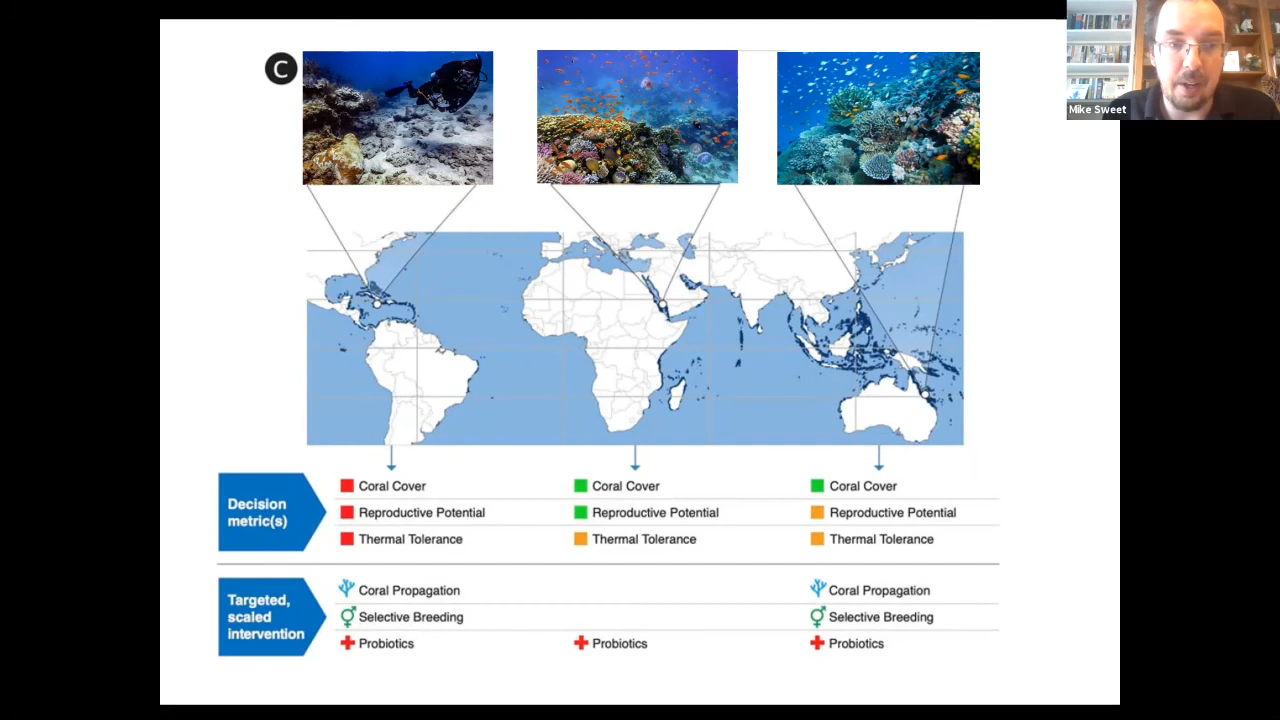 C
Mike Sweet
Decision
metric(s)
Coral Cover
Coral Cover
Coral Cover
Reproductive Potential
Reproductive Potential
Reproductive Potential
Thermal Tolerance
Thermal Tolerance
Thermal Tolerance
Targeted,
scaled
intervention
Coral Propagation
Coral Propagation
Selective Breeding
Selective Breeding
Probiotics
Probiotics
Probiotics